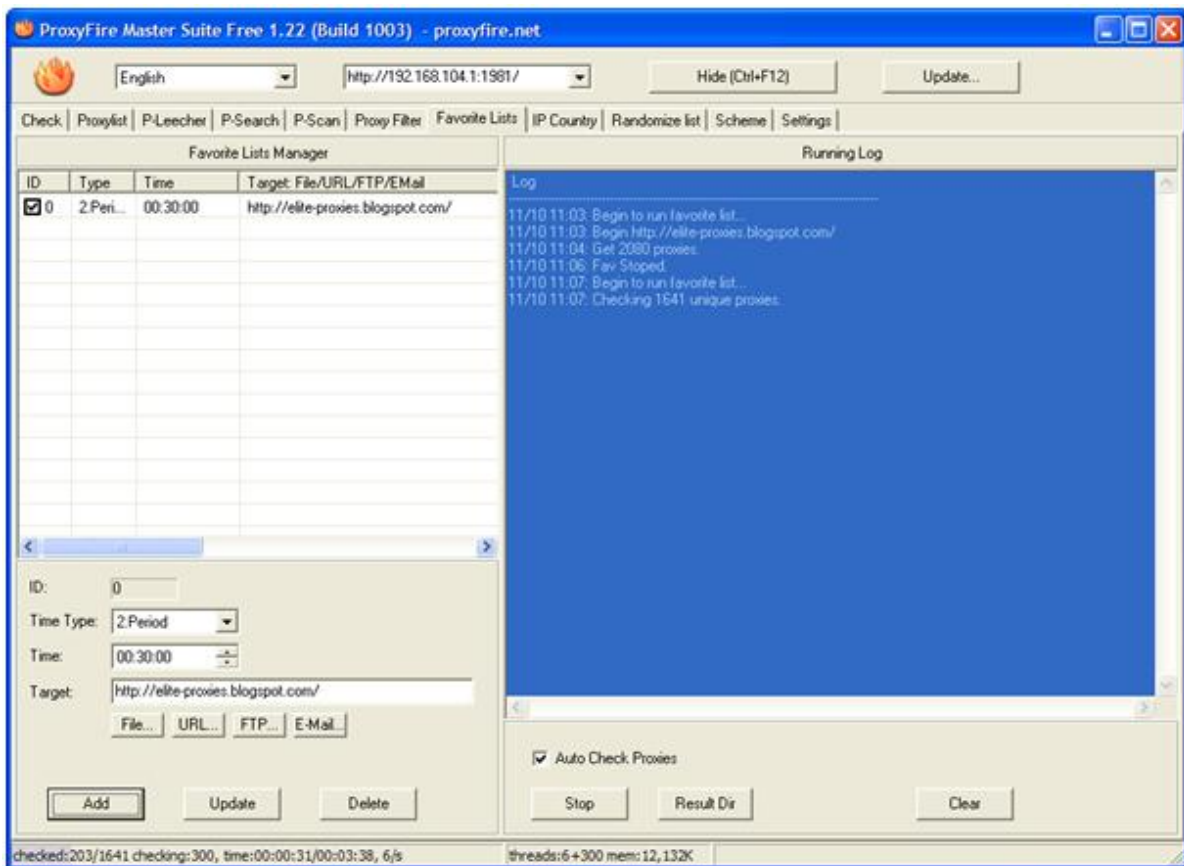 ProxyFire Master Suite Free 1.22 (Build 1003) - proxyfire.net
English http://192.168.104.1:1981/ Hide (Ctrl+F12) Update...
Check Proxylist P-Leecher P-Search P-Scan Proxy Filter Favorite Lists IP Country Randomize list Scheme Settings
Favorite Lists Manager
ID Type Time Target: File/URL/FTP/EMail
0 2.Peri... 00:30:00 http://elite-proxies.blogspot.com/
ID: 0
Time Type: 2.Period
Time: 00:30:00
Target: http://elite-proxies.blogspot.com/
File... URL... FTP... E-Mail...
Add Update Delete
Running Log
Log
11/10 11:03: Begin to run favorite list...
11/10 11:03: Begin http://elite-proxies.blogspot.com/
11/10 11:04: Get 2080 proxies.
11/10 11:06: Fav Stoped.
11/10 11:07: Begin to run favorite list...
11/10 11:07: Checking 1641 unique proxies.
Auto Check Proxies
Stop Result Dir Clear
checked:203/1641 checking:300, time:00:00:31/00:03:38, 6/s threads:6+300 mem:12,132K